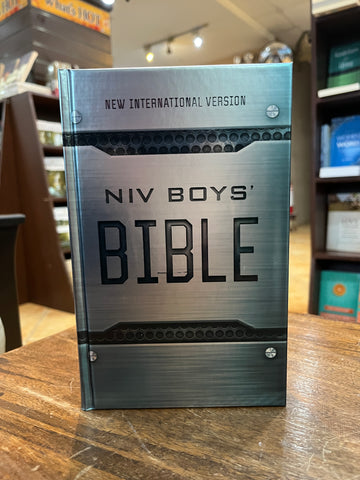 NEW INTERNATIONAL VERSION
NIV BOYS'
BIBLE